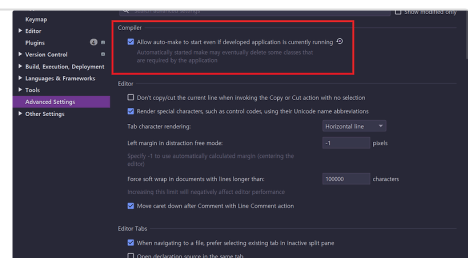 Show modified only
Keymap
Editor
Plugins
Version Control
Build, Execution, Deployment
Languages & Frameworks
Tools
Advanced Settings
Other Settings
Compiler
Allow auto-make to start even if developed application is currently running
Automatically started make may eventually delete some classes that
are required by the application
Editor
Don't copy/cut the current line when invoking the Copy or Cut action with no selection
Render special characters, such as control codes, using their Unicode name abbreviations
Tab character rendering: Horizontal line
Left margin in distraction free mode: -1 pixels
Specify -1 to use automatically calculated margin (centering the
editor)
Force soft wrap in documents with lines longer than: 100000 characters
Increasing this limit will negatively affect editor performance
Move caret down after Comment with Line Comment action
Editor Tabs
When navigating to a file, prefer selecting existing tab in inactive split pane
Open declaration source in the same tab